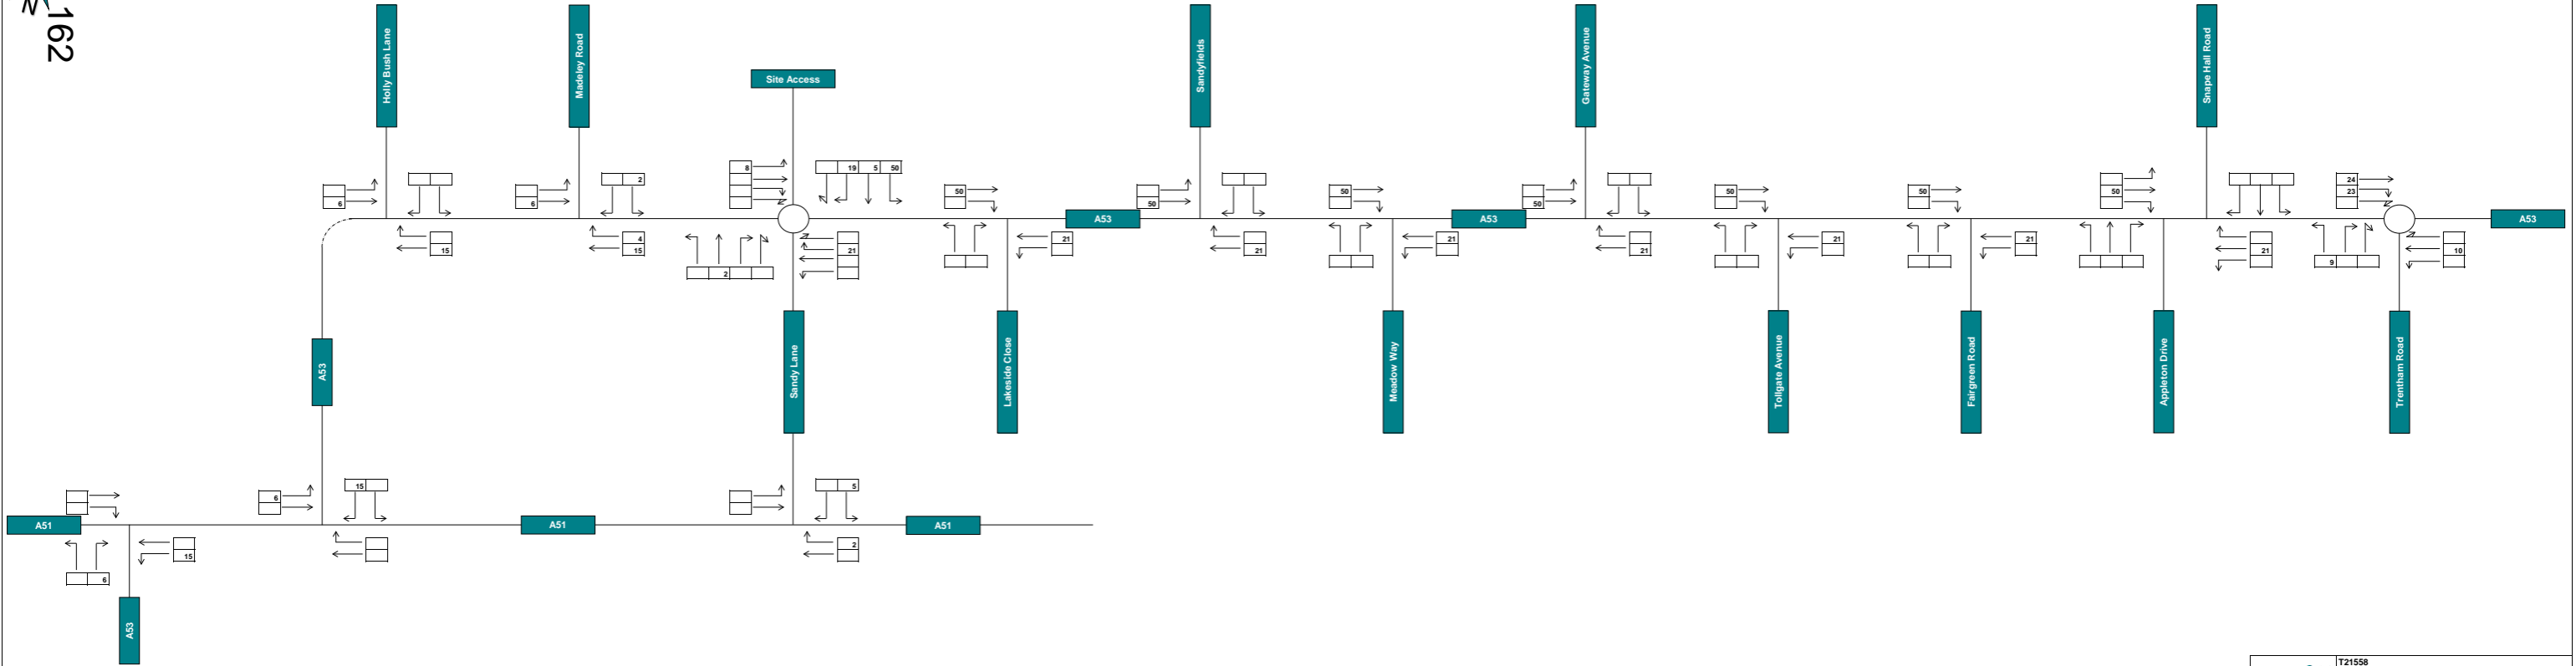 N
162
Holly Bush Lane
Madeley Road
Site Access
Sandyfields
Gateway Avenue
Snape Hall Road
8
19 5 50
2
6
6
50
50
50
50
50
50
50
24
23
A53
A53
A53
15
4
15
2
21
21
21
21
21
21
21
21
9
10
A53
Sandy Lane
Lakeside Close
Meadow Way
Tollgate Avenue
Fairgreen Road
Appleton Drive
Trentham Road
6
15
5
A51
A51
A51
15
6
2
A53
T21558